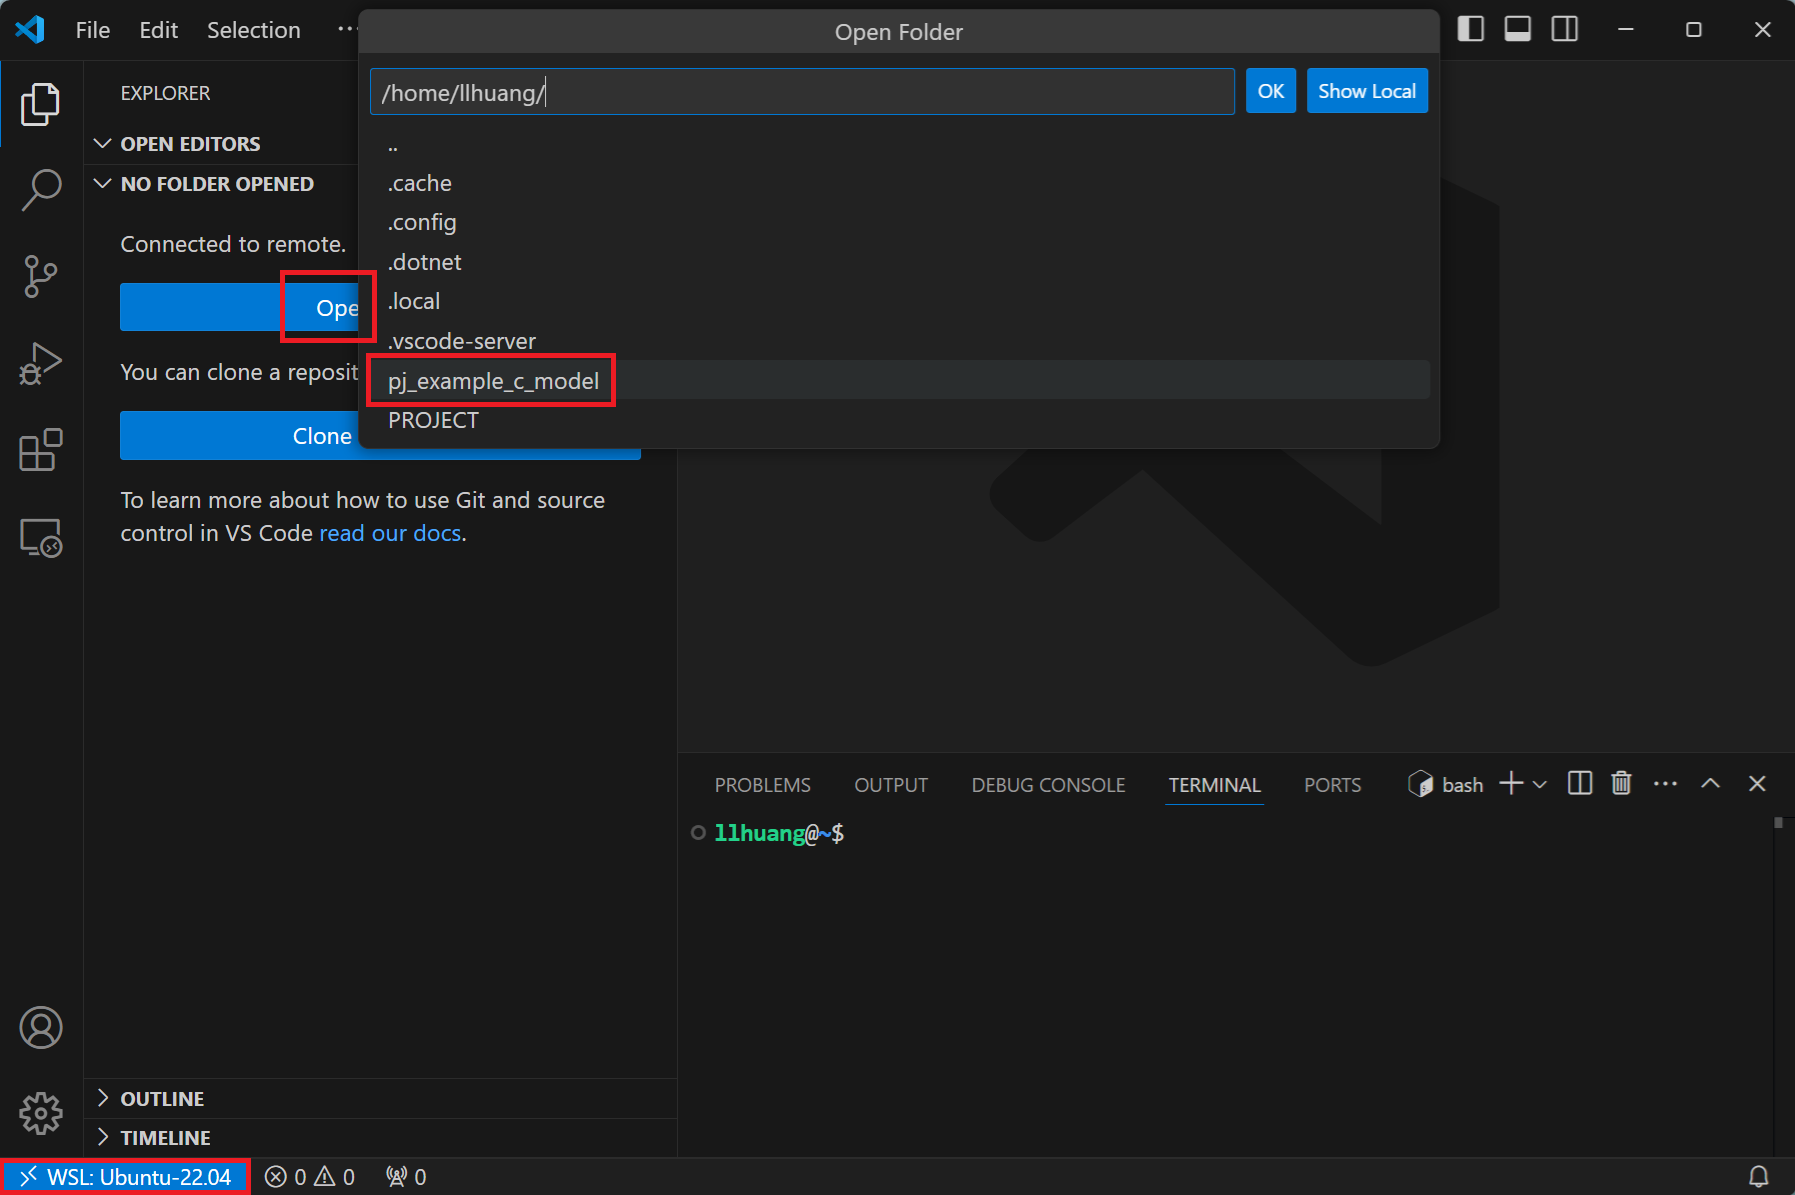 File Edit Selection ···
Open Folder
/home/llhuang/
OK
Show Local
..
.cache
.config
.dotnet
.local
.vscode-server
pj_example_c_model
PROJECT
EXPLORER
OPEN EDITORS
NO FOLDER OPENED
Connected to remote.
Ope
You can clone a reposit
Clone
To learn more about how to use Git and source
control in VS Code read our docs.
PROBLEMS OUTPUT DEBUG CONSOLE TERMINAL PORTS bash
llhuang@~$
OUTLINE
TIMELINE
WSL: Ubuntu-22.04 0 0 0